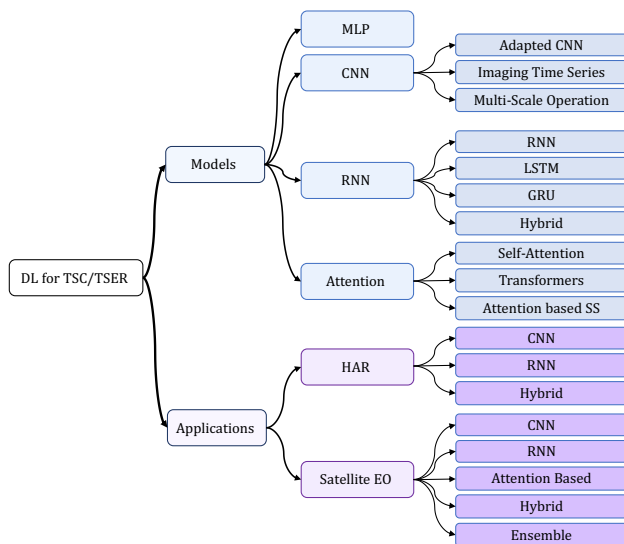 DL for TSC/TSER
Models
MLP
CNN
Adapted CNN
Imaging Time Series
Multi-Scale Operation
RNN
RNN
LSTM
GRU
Hybrid
Attention
Self-Attention
Transformers
Attention based SS
Applications
HAR
CNN
RNN
Hybrid
Satellite EO
CNN
RNN
Attention Based
Hybrid
Ensemble